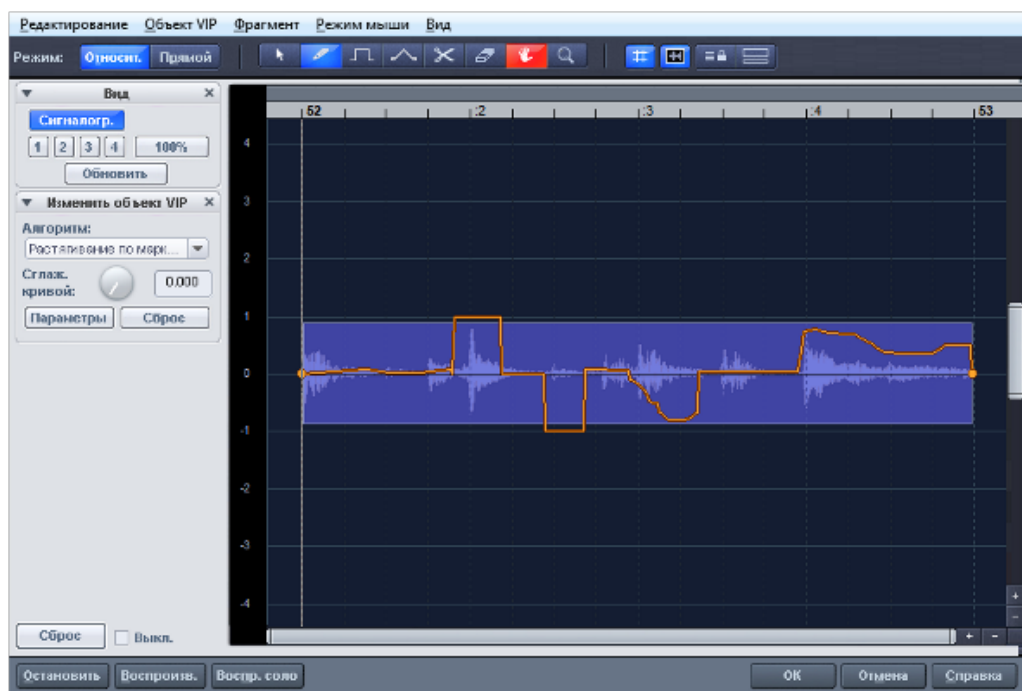 Редактирование Объект VIP Фрагмент Режим мыши Вид
Режим: Относит. Прямой
Вид
Сигналогр.
1 2 3 4 100%
Обновить
Изменить объект VIP
Алгоритм:
Растягивание по марк...
Сглаж.
кривой: 0.000
Параметры Сброс
52 :2 :3 :4 53
4
3
2
1
0
-1
-2
-3
-4
Сброс Выкл.
Остановить Воспроизв. Воспр. соло OK Отмена Справка